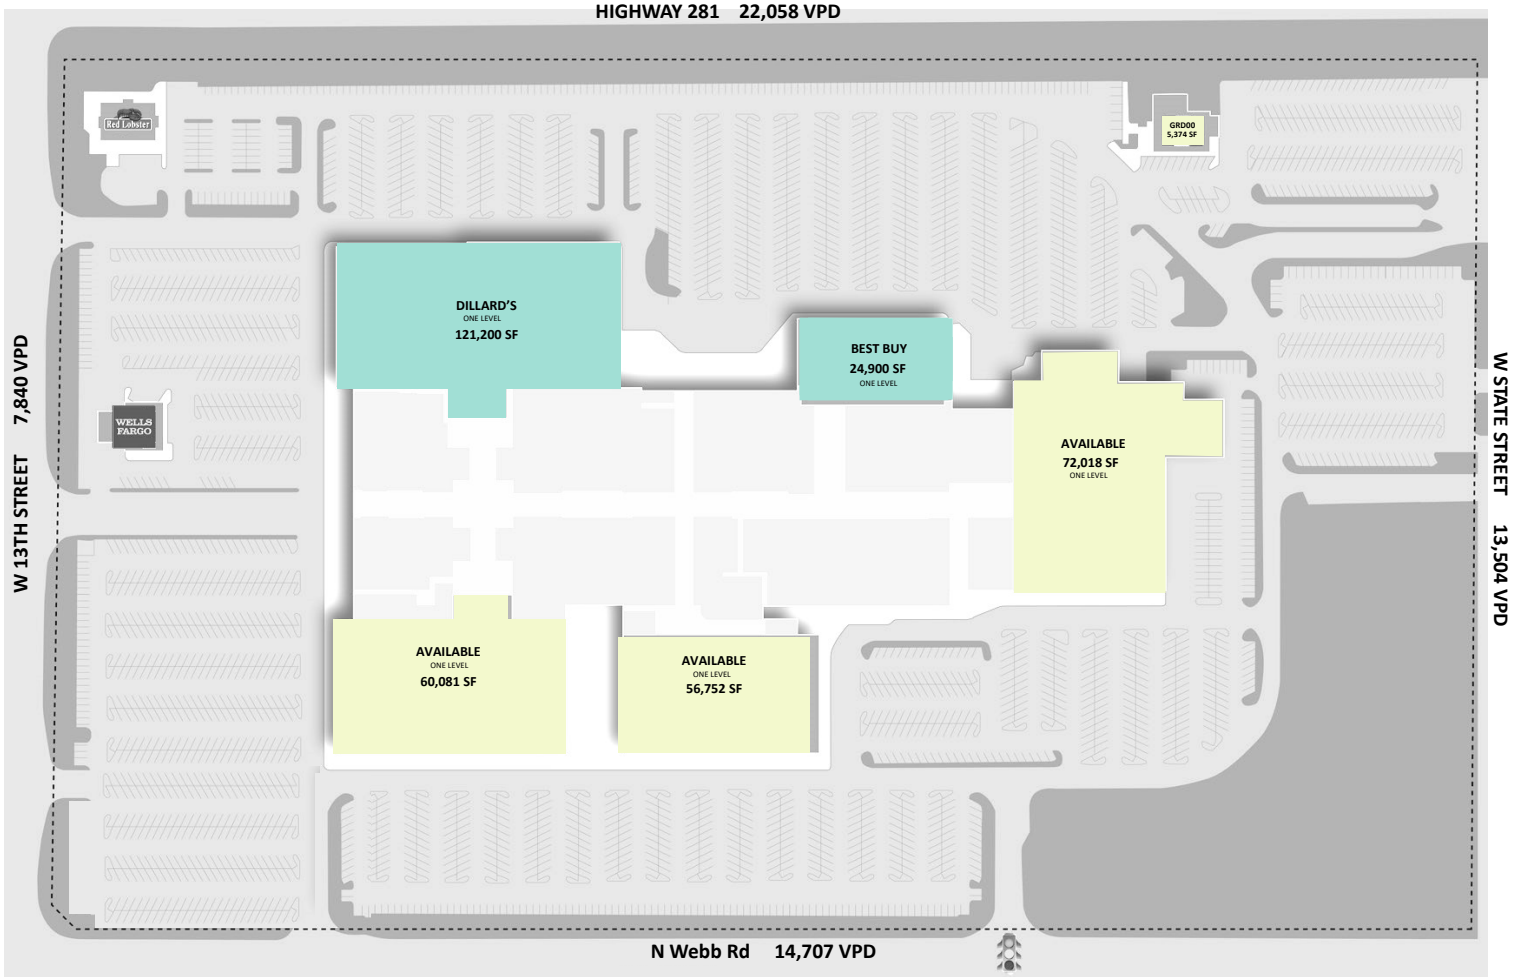 HIGHWAY 281 22,058 VPD
Red Lobster
GRD00
5,374 SF
DILLARD’S
ONE LEVEL
121,200 SF
BEST BUY
24,900 SF
ONE LEVEL
W 13TH STREET 7,840 VPD
WELLS
FARGO
AVAILABLE
72,018 SF
ONE LEVEL
W STATE STREET 13,504 VPD
AVAILABLE
ONE LEVEL
60,081 SF
AVAILABLE
ONE LEVEL
56,752 SF
N Webb Rd 14,707 VPD